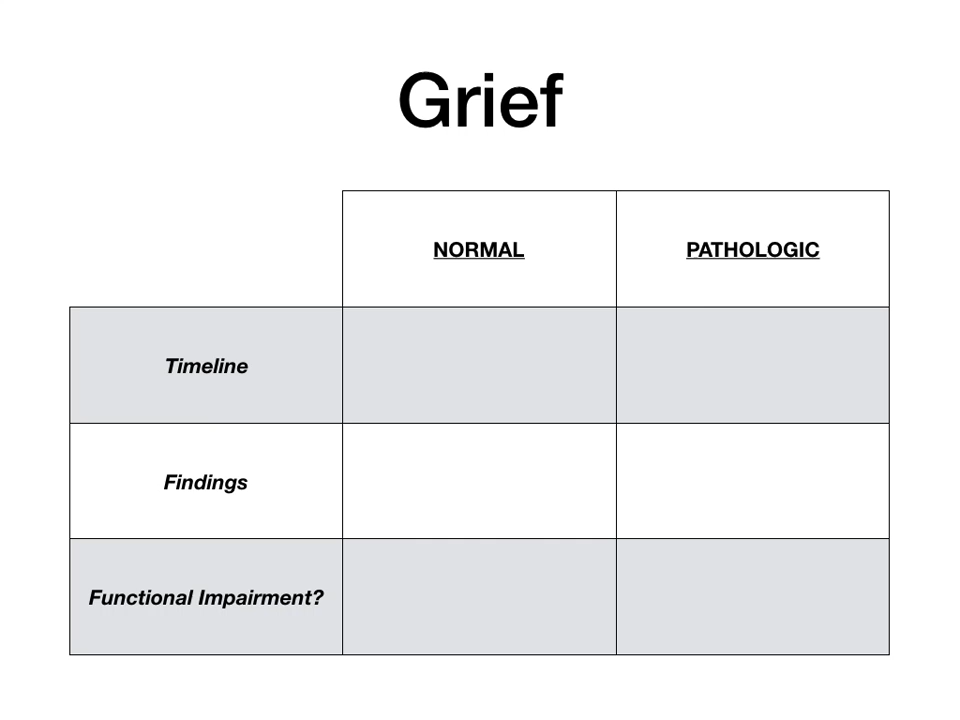 Grief
NORMAL
PATHOLOGIC
Timeline
Findings
Functional Impairment?